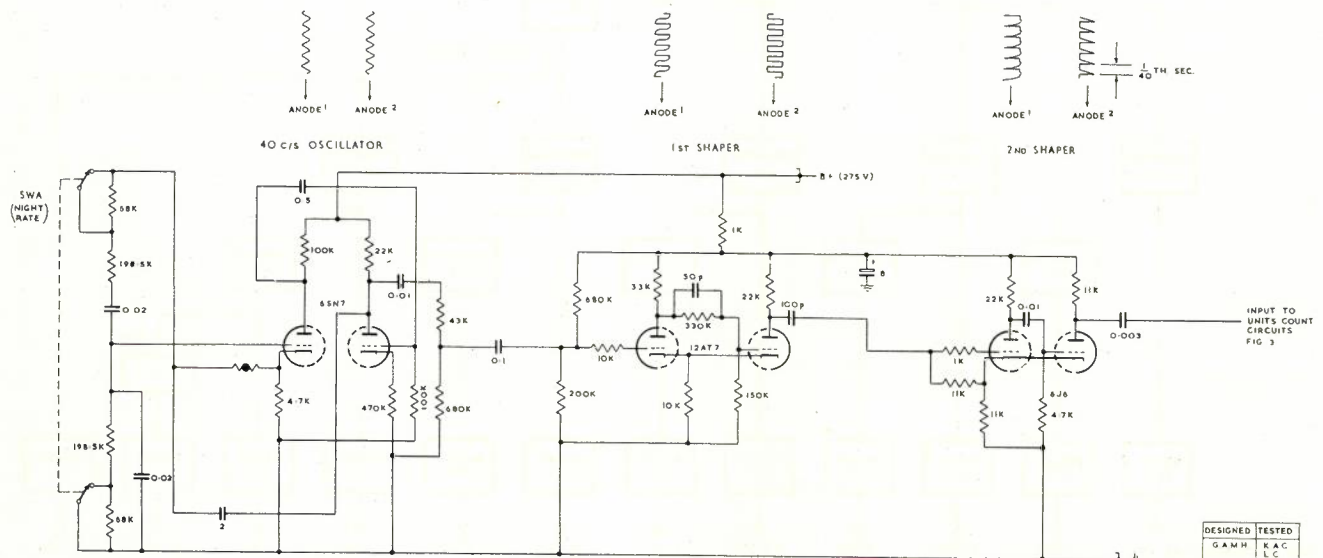 1/40 TH. SEC.
ANODE 1
ANODE 2
ANODE 1
ANODE 2
ANODE 1
ANODE 2
40 C/S OSCILLATOR
1ST SHAPER
2ND SHAPER
SWA
(NIGHT)
RATE
68K
198·5K
0·02
198·5K
0·02
68K
2
0·5
100K
22K
6SN7
0·01
43K
4·7K
470K
100K
680K
0·1
B+ (275V)
1K
680K
33K
50p
330K
22K
100p
10K
12AT7
200K
10K
150K
8
+
22K
0·01
11K
1K
11K
11K
6J6
4·7K
0·003
INPUT TO
UNITS COUNT
CIRCUITS
FIG 3
DESIGNED TESTED
G A M H K A C
L C